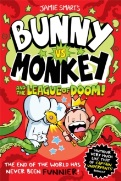 JAMIE SMART'S
BUNNY
VS
MONKEY
AND THE
LEAGUE OF DOOM!
THE END OF THE WORLD HAS
NEVER BEEN FUNNIER!